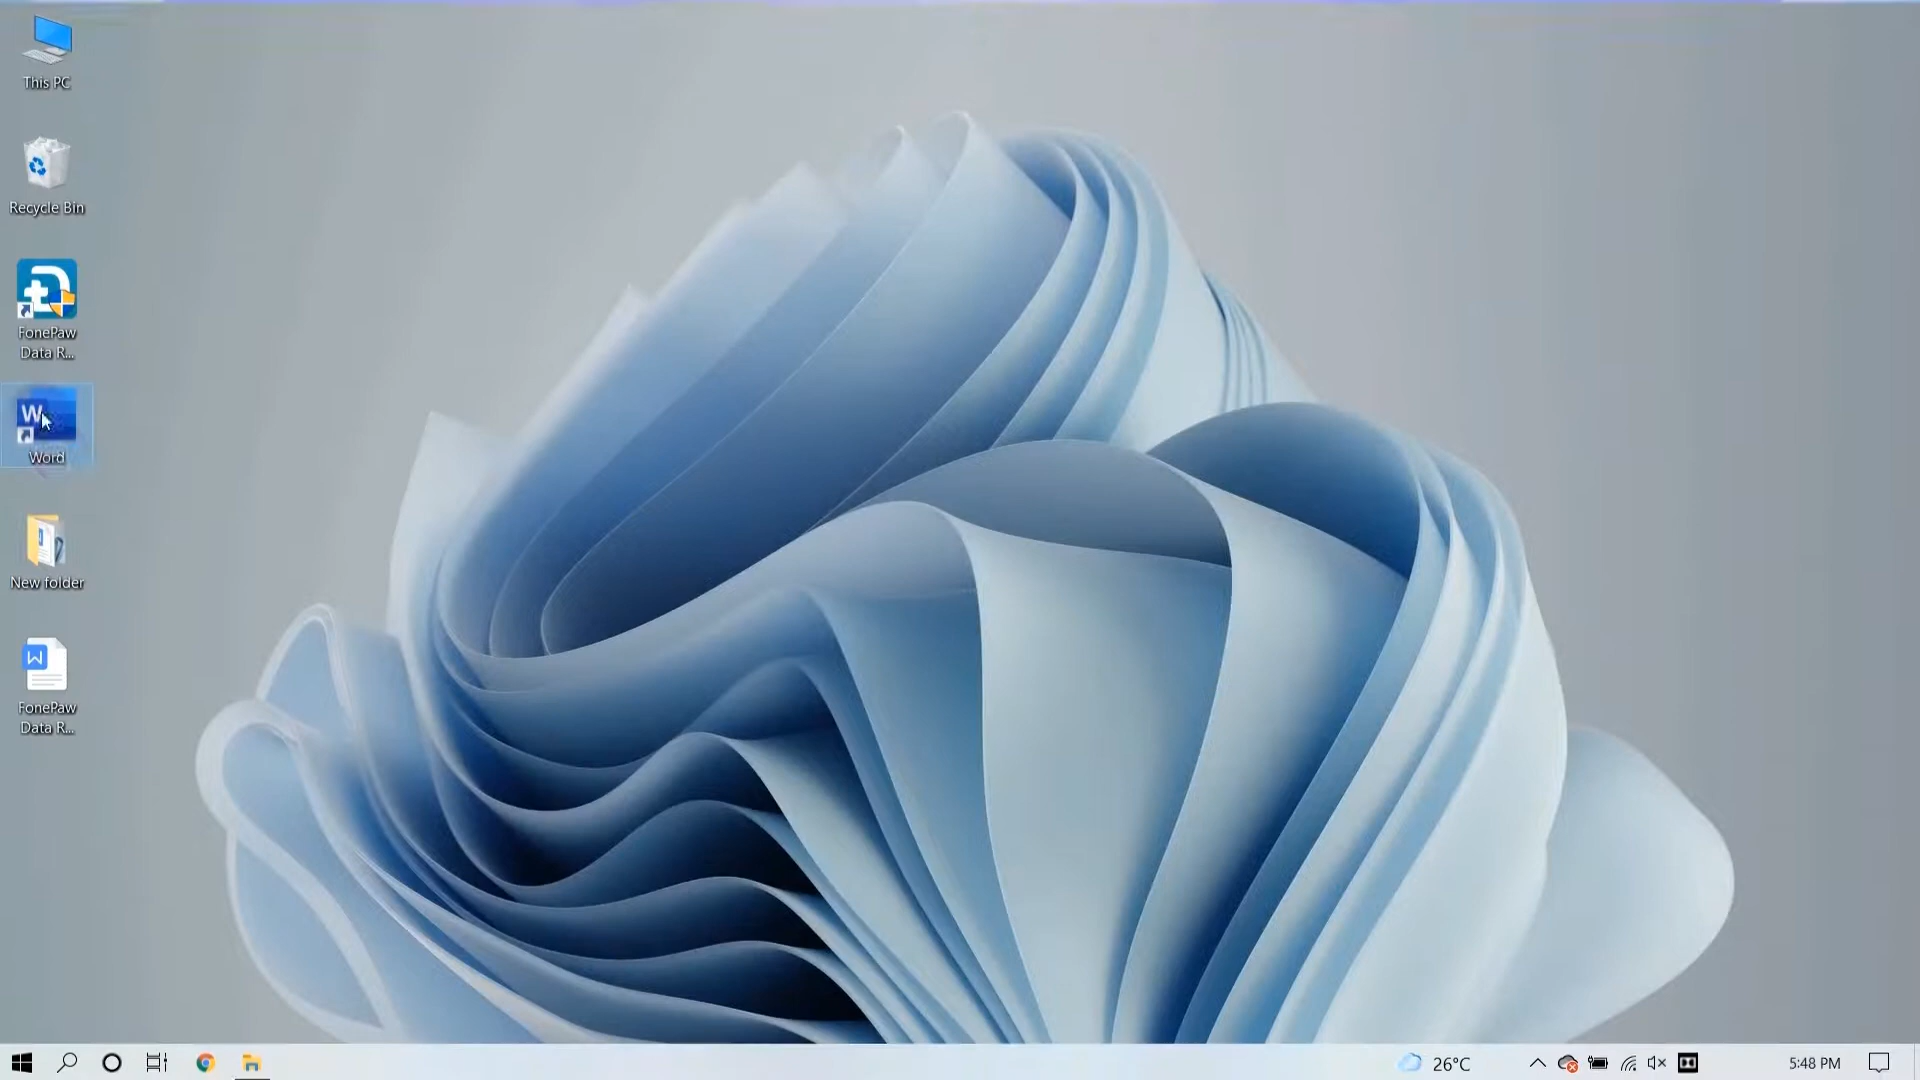 This PC
Recycle Bin
FonePaw
Data R...
W
Word
New folder
W
FonePaw
Data R...
26°C
5:48 PM